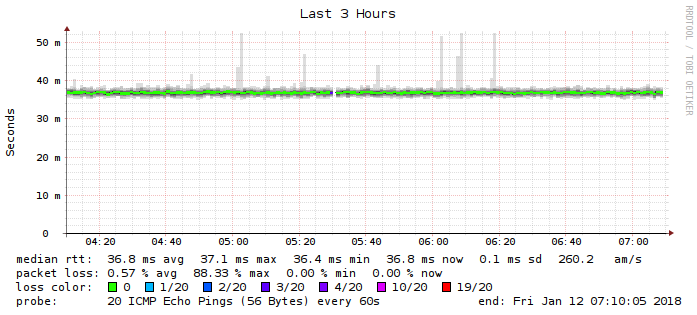 Last 3 Hours
RRDTOOL / TOBI OETIKER
Seconds
50 m
40 m
30 m
20 m
10 m
0
04:20 04:40 05:00 05:20 05:40 06:00 06:20 06:40 07:00
median rtt: 36.8 ms avg 37.1 ms max 36.4 ms min 36.8 ms now 0.1 ms sd 260.2 am/s
packet loss: 0.57 % avg 88.33 % max 0.00 % min 0.00 % now
loss color: 0 1/20 2/20 3/20 4/20 10/20 19/20
probe: 20 ICMP Echo Pings (56 Bytes) every 60s end: Fri Jan 12 07:10:05 2018